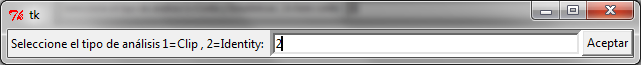 tk
Seleccione el tipo de análisis 1=Clip , 2=Identity: 2 Aceptar